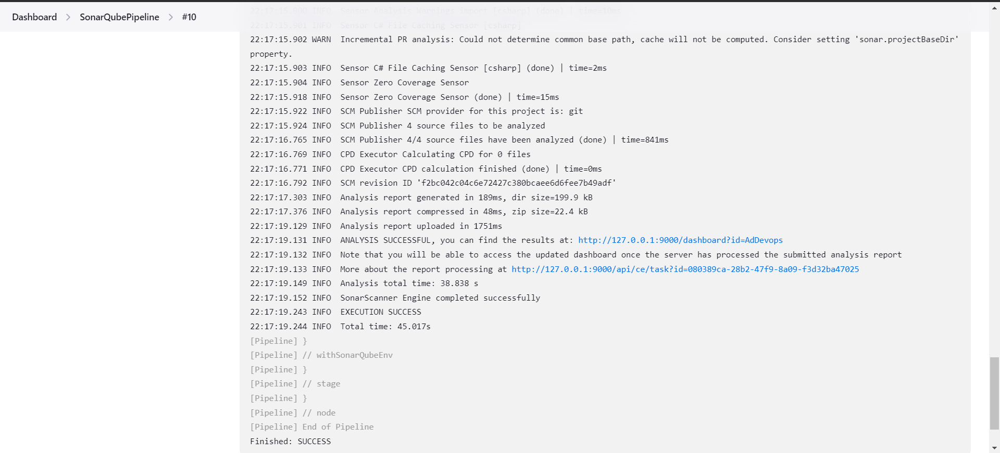 Dashboard > SonarQubePipeline > #10
22:17:15.900 INFO  Sensor Analysis Warnings import [csharp] (done) | time=10ms
22:17:15.901 INFO  Sensor C# File Caching Sensor [csharp]
22:17:15.902 WARN  Incremental PR analysis: Could not determine common base path, cache will not be computed. Consider setting 'sonar.projectBaseDir'
property.
22:17:15.903 INFO  Sensor C# File Caching Sensor [csharp] (done) | time=2ms
22:17:15.904 INFO  Sensor Zero Coverage Sensor
22:17:15.918 INFO  Sensor Zero Coverage Sensor (done) | time=15ms
22:17:15.922 INFO  SCM Publisher SCM provider for this project is: git
22:17:15.924 INFO  SCM Publisher 4 source files to be analyzed
22:17:16.765 INFO  SCM Publisher 4/4 source files have been analyzed (done) | time=841ms
22:17:16.769 INFO  CPD Executor Calculating CPD for 0 files
22:17:16.771 INFO  CPD Executor CPD calculation finished (done) | time=0ms
22:17:16.792 INFO  SCM revision ID 'f2bc042c04c6e72427c380bcaee6d6fee7b49adf'
22:17:17.303 INFO  Analysis report generated in 189ms, dir size=199.9 kB
22:17:17.376 INFO  Analysis report compressed in 48ms, zip size=22.4 kB
22:17:19.129 INFO  Analysis report uploaded in 1751ms
22:17:19.131 INFO  ANALYSIS SUCCESSFUL, you can find the results at: http://127.0.0.1:9000/dashboard?id=AdDevops
22:17:19.132 INFO  Note that you will be able to access the updated dashboard once the server has processed the submitted analysis report
22:17:19.133 INFO  More about the report processing at http://127.0.0.1:9000/api/ce/task?id=080389ca-28b2-47f9-8a09-f3d32ba47025
22:17:19.149 INFO  Analysis total time: 38.838 s
22:17:19.152 INFO  SonarScanner Engine completed successfully
22:17:19.243 INFO  EXECUTION SUCCESS
22:17:19.244 INFO  Total time: 45.017s
[Pipeline] }
[Pipeline] // withSonarQubeEnv
[Pipeline] }
[Pipeline] // stage
[Pipeline] }
[Pipeline] // node
[Pipeline] End of Pipeline
Finished: SUCCESS